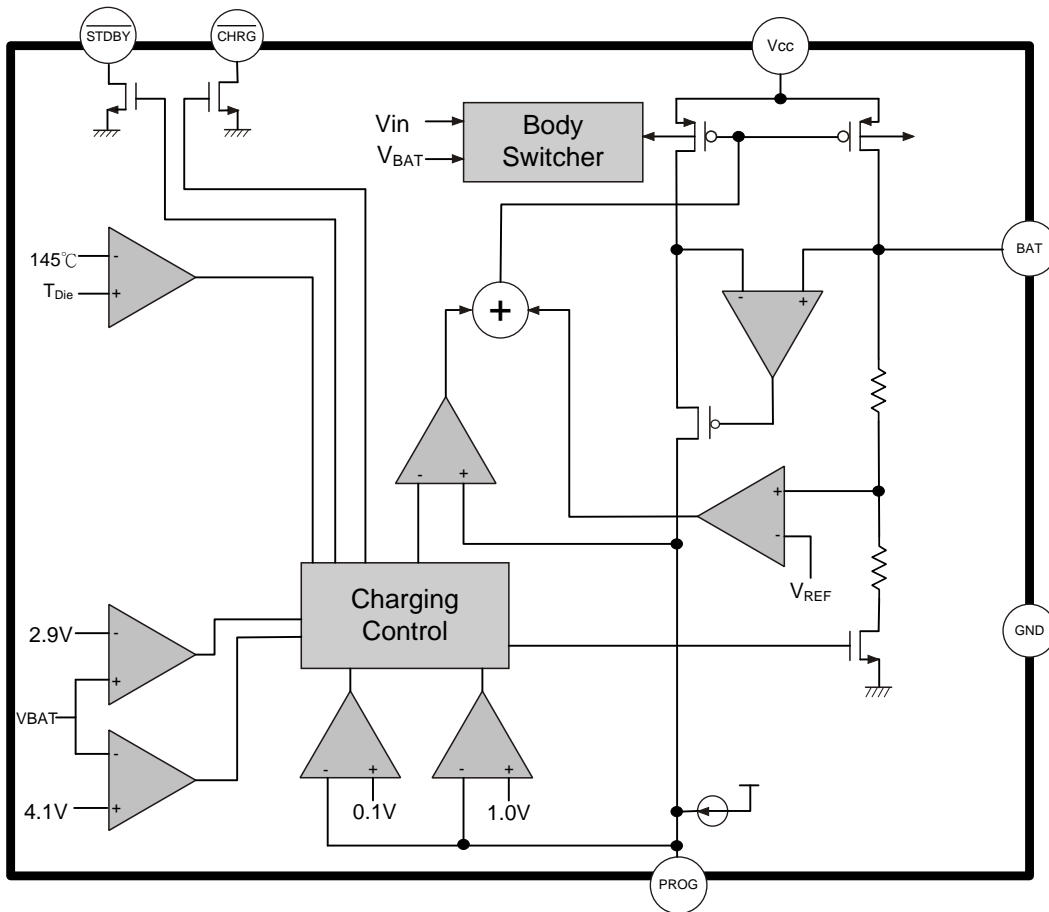 STDBY
CHRG
Vcc
Vin
VBAT
Body
Switcher
145℃
-
TDie
+
BAT
-
+
+
-
+
+
-
VREF
2.9V
-
+
VBAT
-
4.1V
+
Charging
Control
GND
-
+
0.1V
-
+
1.0V
PROG